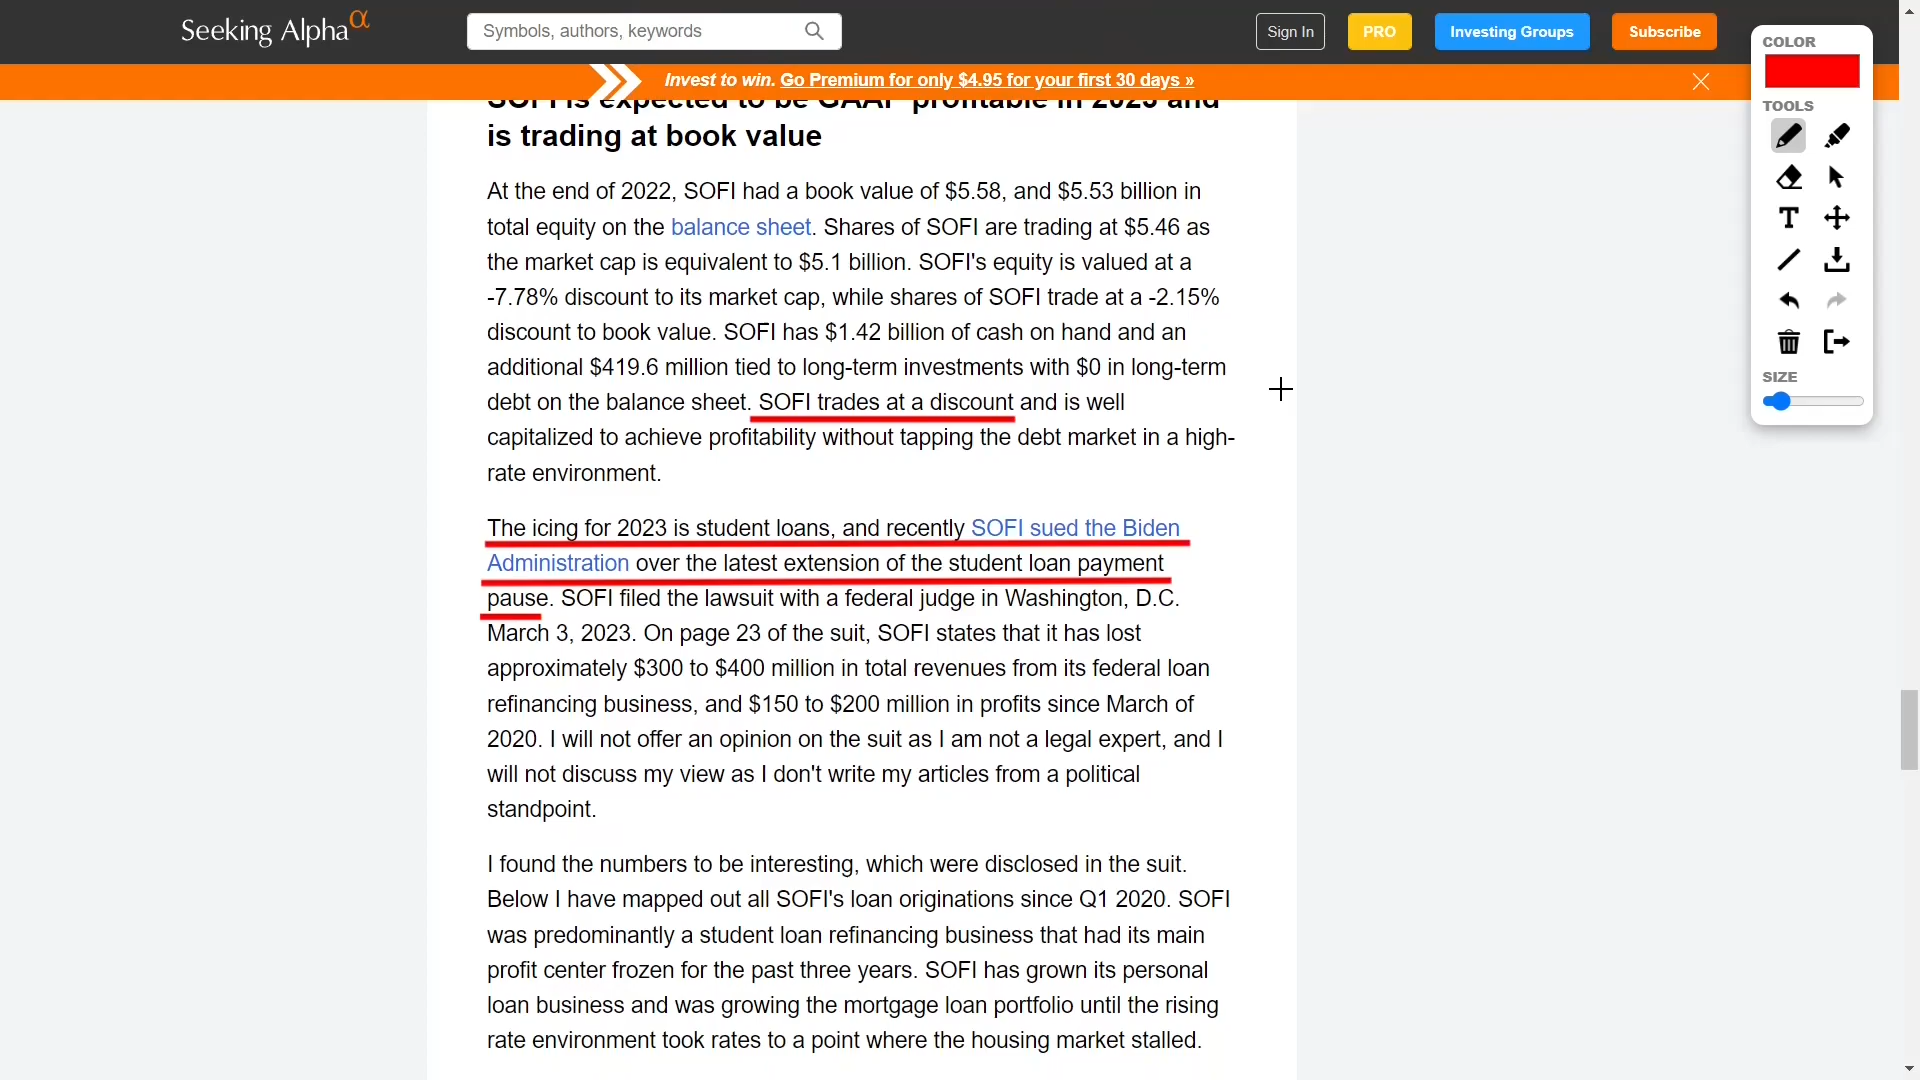 Seeking Alpha α
Symbols, authors, keywords
Sign In
PRO
Investing Groups
Subscribe
Invest to win. Go Premium for only $4.95 for your first 30 days »
SOFI is expected to be GAAP profitable in 2023 and
is trading at book value
At the end of 2022, SOFI had a book value of $5.58, and $5.53 billion in
total equity on the balance sheet. Shares of SOFI are trading at $5.46 as
the market cap is equivalent to $5.1 billion. SOFI's equity is valued at a
-7.78% discount to its market cap, while shares of SOFI trade at a -2.15%
discount to book value. SOFI has $1.42 billion of cash on hand and an
additional $419.6 million tied to long-term investments with $0 in long-term
debt on the balance sheet. SOFI trades at a discount and is well
capitalized to achieve profitability without tapping the debt market in a high-
rate environment.
The icing for 2023 is student loans, and recently SOFI sued the Biden
Administration over the latest extension of the student loan payment
pause. SOFI filed the lawsuit with a federal judge in Washington, D.C.
March 3, 2023. On page 23 of the suit, SOFI states that it has lost
approximately $300 to $400 million in total revenues from its federal loan
refinancing business, and $150 to $200 million in profits since March of
2020. I will not offer an opinion on the suit as I am not a legal expert, and I
will not discuss my view as I don't write my articles from a political
standpoint.
I found the numbers to be interesting, which were disclosed in the suit.
Below I have mapped out all SOFI's loan originations since Q1 2020. SOFI
was predominantly a student loan refinancing business that had its main
profit center frozen for the past three years. SOFI has grown its personal
loan business and was growing the mortgage loan portfolio until the rising
rate environment took rates to a point where the housing market stalled.
COLOR
TOOLS
T
SIZE